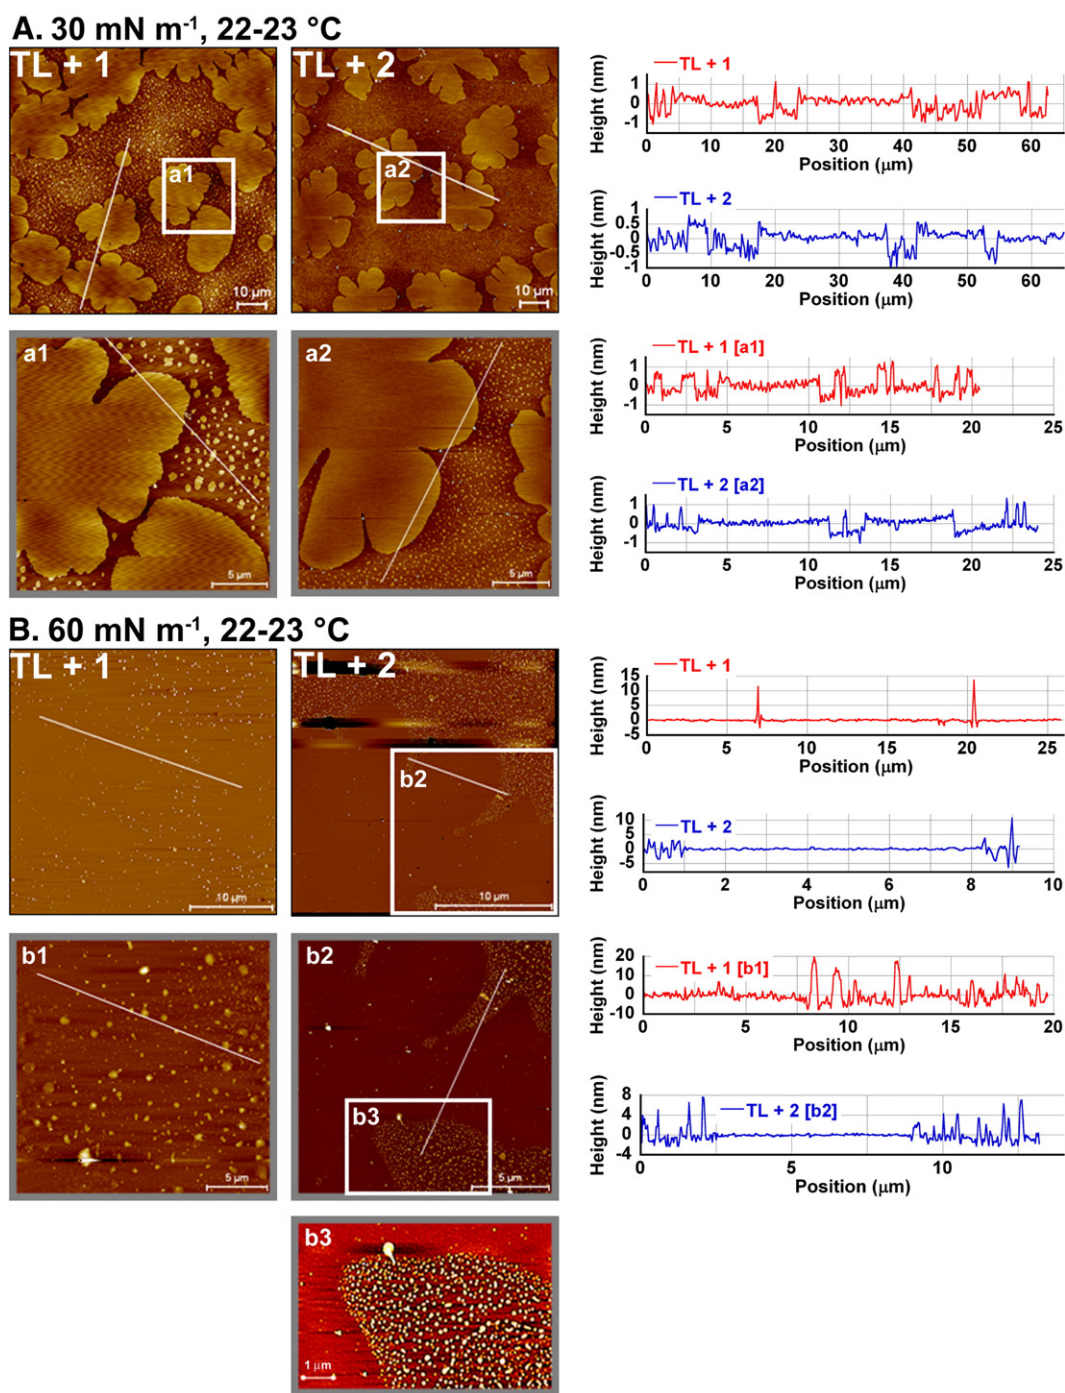 A. 30 mN m⁻¹, 22-23 °C
TL + 1
a1
10 µm
TL + 2
a2
10 µm
TL + 1
Height (nm)
1
0
-1
0 10 20 30 40 50 60
Position (µm)
TL + 2
Height (nm)
1
0.5
0
-0.5
1
0 10 20 30 40 50 60
Position (µm)
a1
5 µm
a2
5 µm
TL + 1 [a1]
Height (nm)
1
0
-1
0 5 10 15 20 25
Position (µm)
TL + 2 [a2]
Height (nm)
1
0
-1
0 5 10 15 20 25
Position (µm)
B. 60 mN m⁻¹, 22-23 °C
TL + 1
10 µm
TL + 2
b2
10 µm
TL + 1
Height (nm)
15
10
5
0
-5
0 5 10 15 20 25
Position (µm)
TL + 2
Height (nm)
10
5
0
-5
0 2 4 6 8 10
Position (µm)
b1
5 µm
b2
b3
5 µm
TL + 1 [b1]
Height (nm)
20
10
0
-10
0 5 10 15 20
Position (µm)
TL + 2 [b2]
Height (nm)
8
4
0
-4
0 5 10
Position (µm)
b3
1 µm